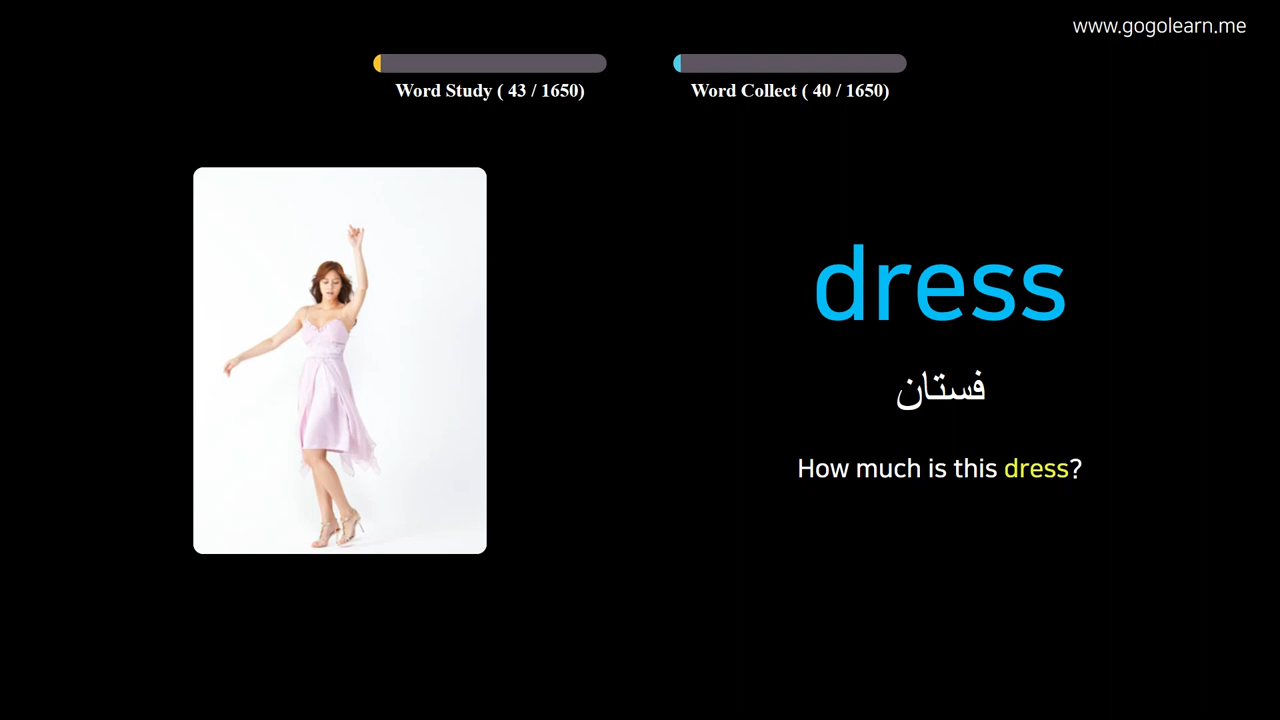 www.gogolearn.me
Word Study ( 43 / 1650)
Word Collect ( 40 / 1650)
dress
فستان
How much is this dress?